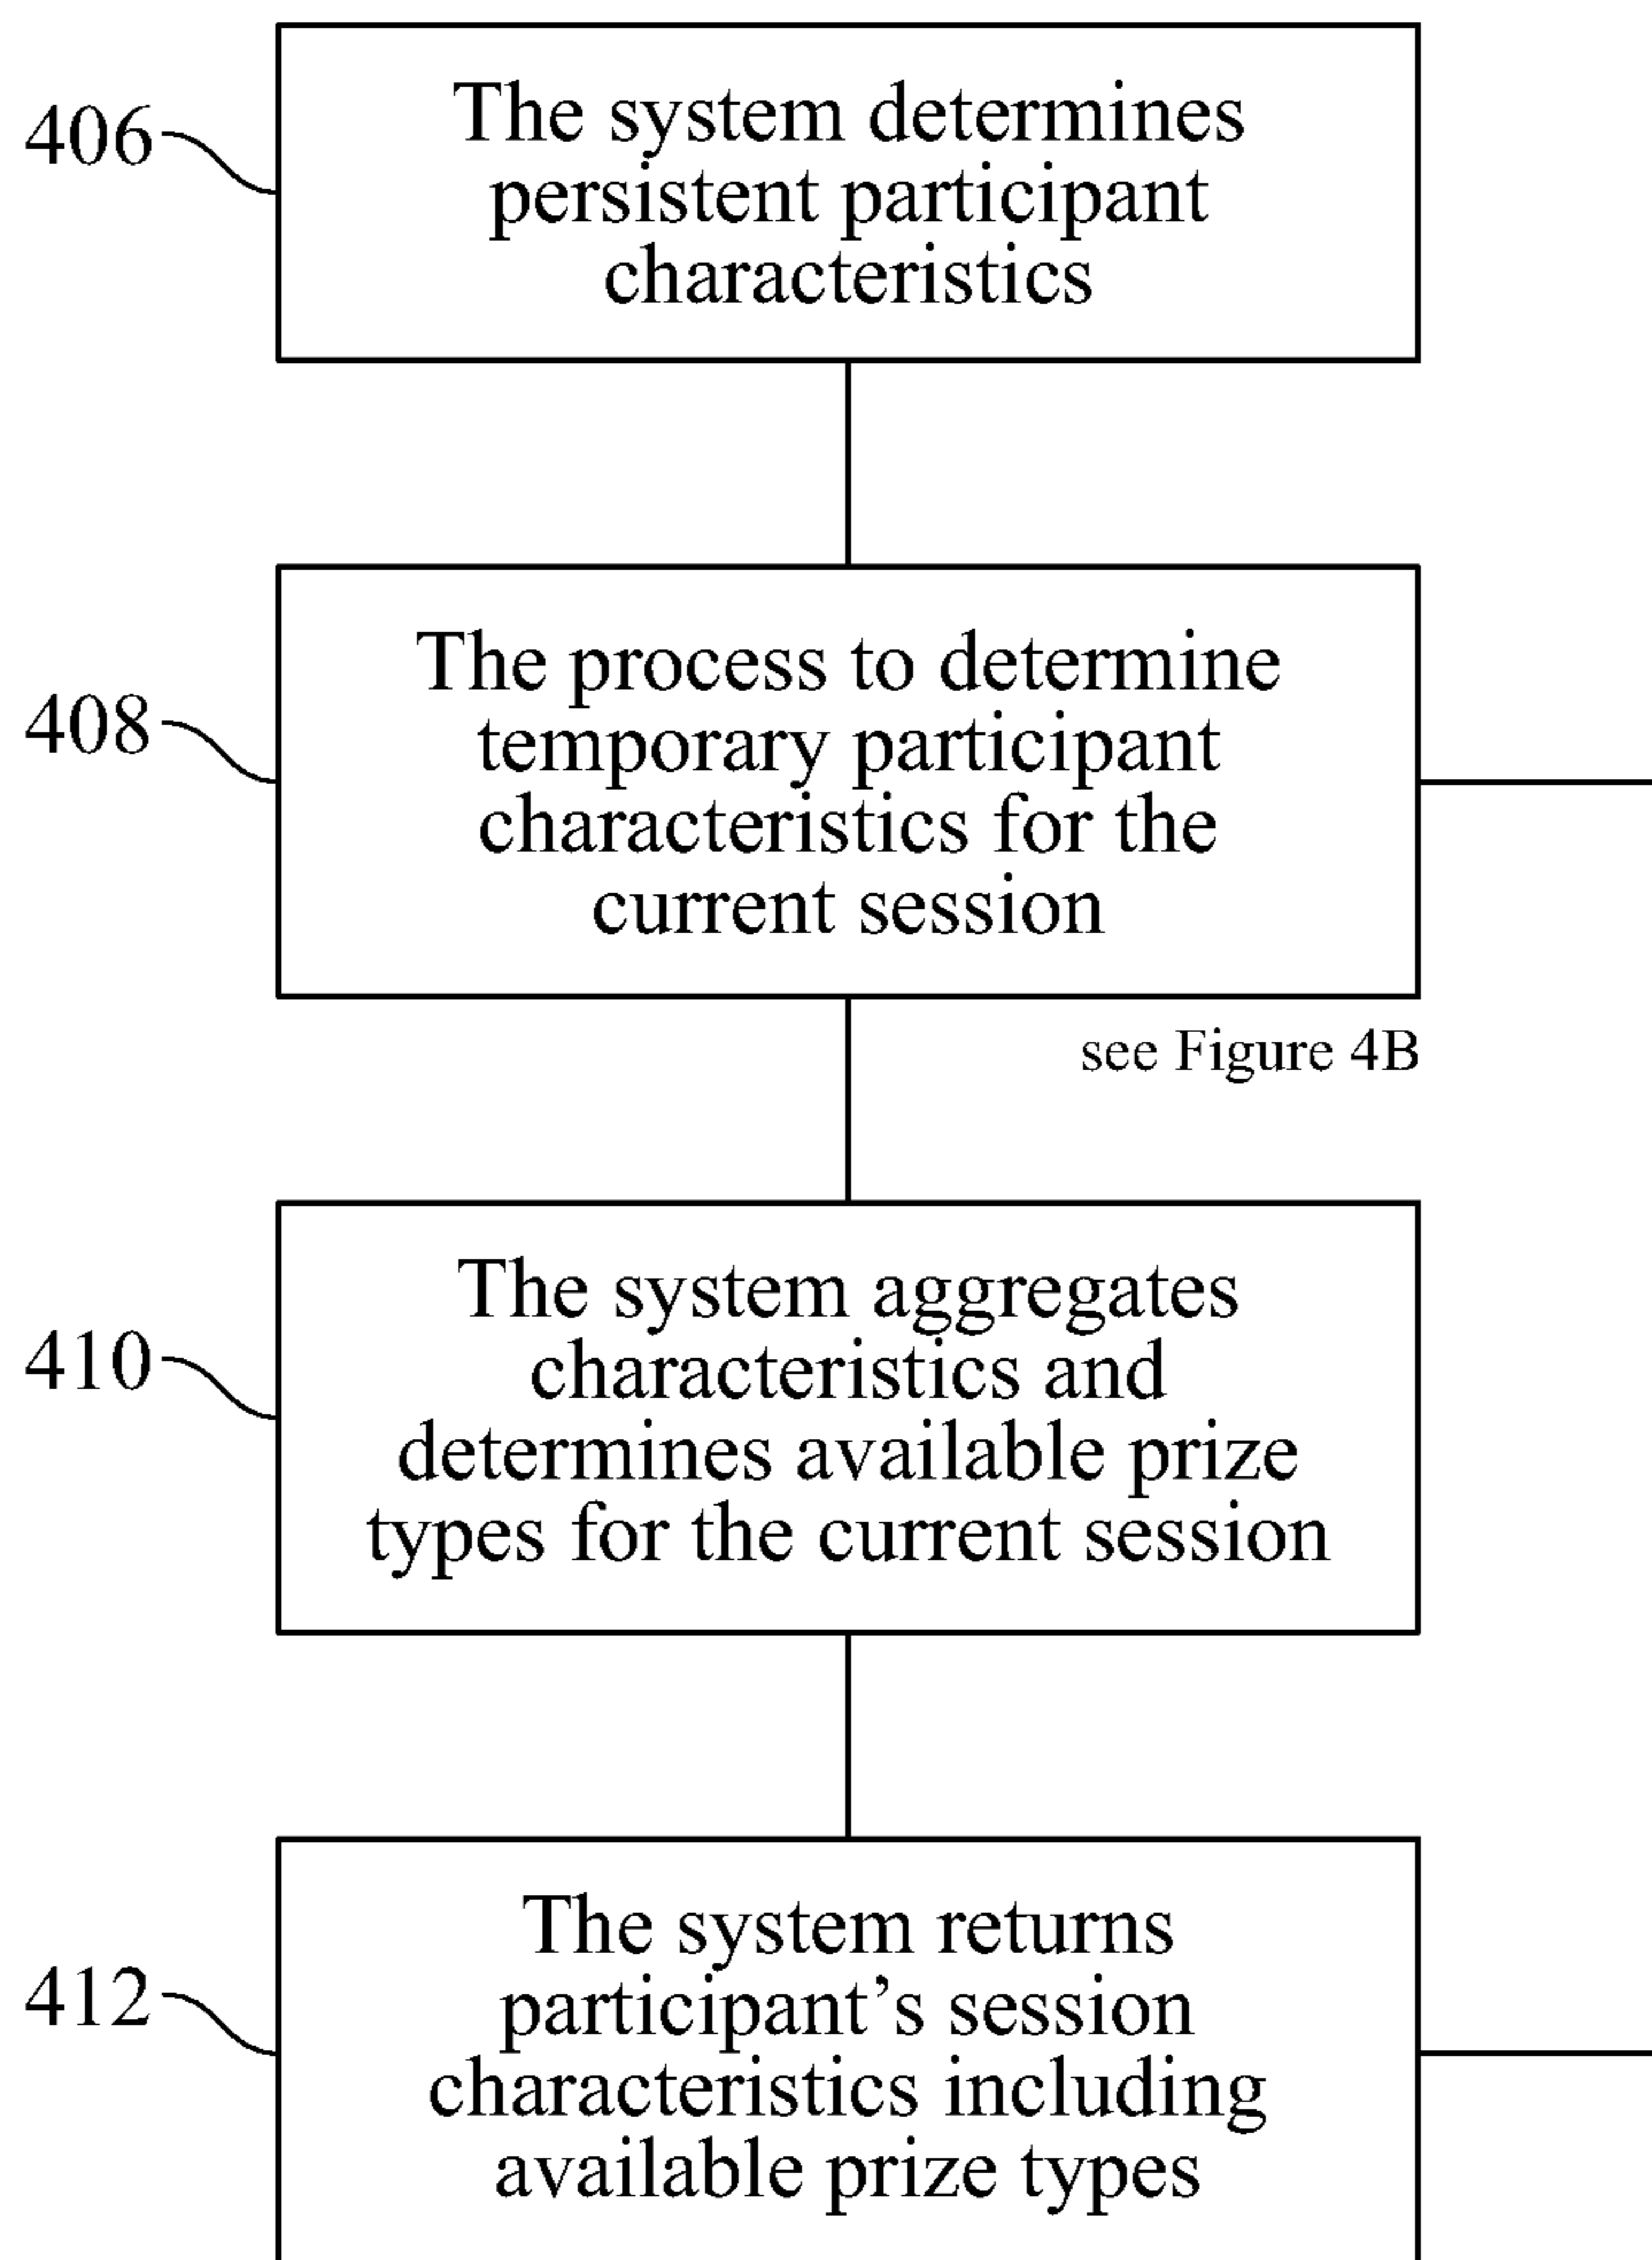 406
The system determines
persistent participant
characteristics
408
The process to determine
temporary participant
characteristics for the
current session
see Figure 4B
410
The system aggregates
characteristics and
determines available prize
types for the current session
412
The system returns
participant’s session
characteristics including
available prize types